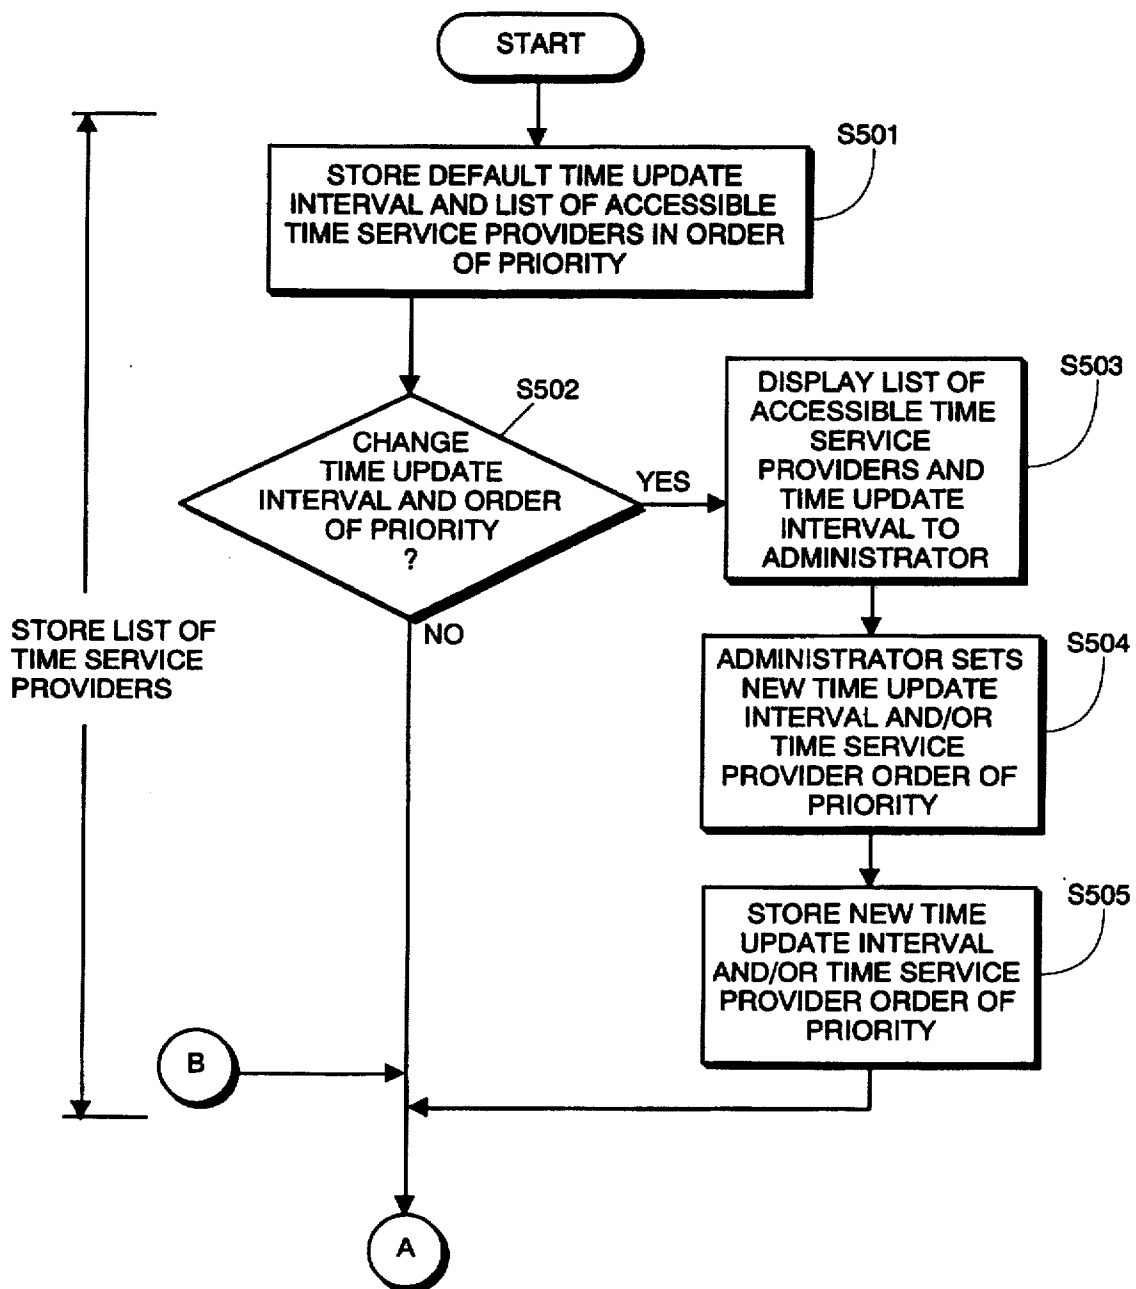 START
S501
STORE DEFAULT TIME UPDATE
INTERVAL AND LIST OF ACCESSIBLE
TIME SERVICE PROVIDERS IN ORDER
OF PRIORITY
S502
CHANGE
TIME UPDATE
INTERVAL AND ORDER
OF PRIORITY
?
YES
NO
S503
DISPLAY LIST OF
ACCESSIBLE TIME
SERVICE
PROVIDERS AND
TIME UPDATE
INTERVAL TO
ADMINISTRATOR
STORE LIST OF
TIME SERVICE
PROVIDERS
S504
ADMINISTRATOR SETS
NEW TIME UPDATE
INTERVAL AND/OR
TIME SERVICE
PROVIDER ORDER OF
PRIORITY
S505
STORE NEW TIME
UPDATE INTERVAL
AND/OR TIME SERVICE
PROVIDER ORDER OF
PRIORITY
B
A